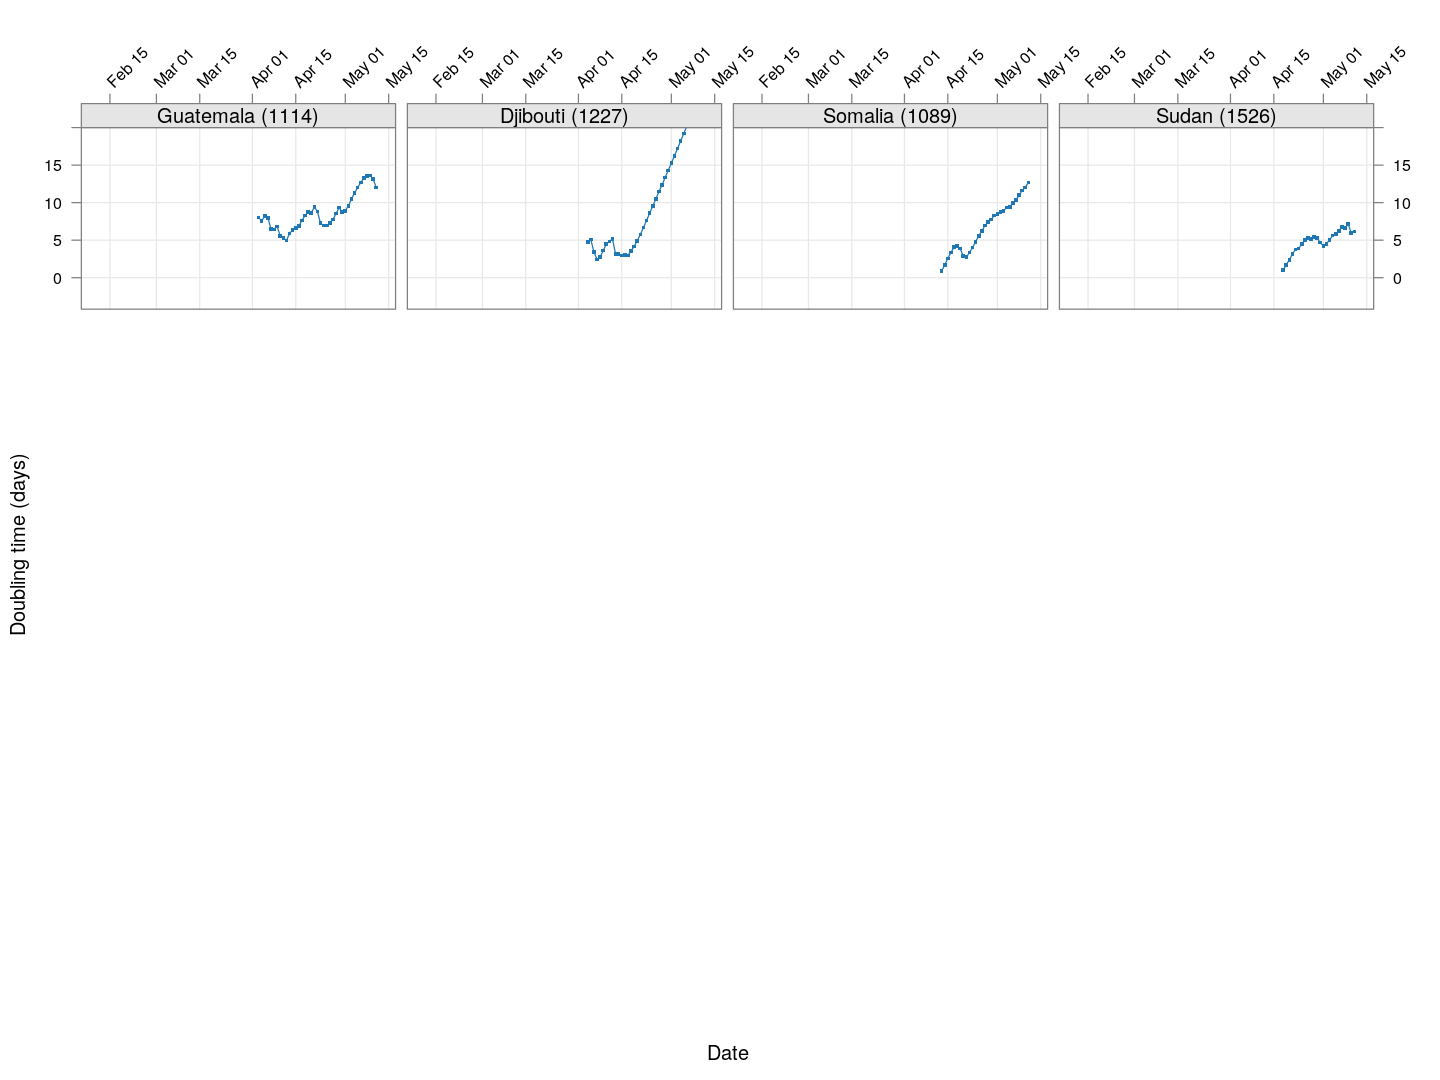 Feb 15 Mar 01 Mar 15 Apr 01 Apr 15 May 01 May 15 Feb 15 Mar 01 Mar 15 Apr 01 Apr 15 May 01 May 15 Feb 15 Mar 01 Mar 15 Apr 01 Apr 15 May 01 May 15 Feb 15 Mar 01 Mar 15 Apr 01 Apr 15 May 01 May 15
Guatemala (1114) Djibouti (1227) Somalia (1089) Sudan (1526)
15 15
10 10
5 5
0 0
Doubling time (days)
Date